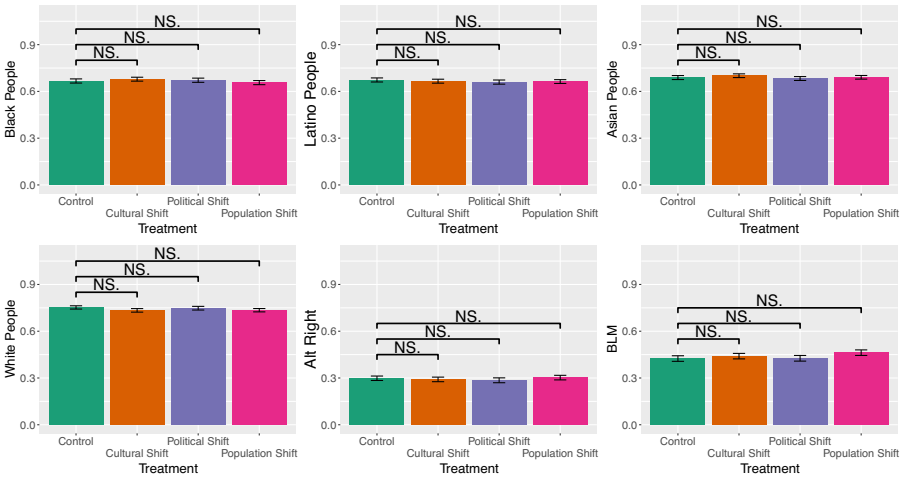 NS.
NS.
NS.
0.9
0.6
0.3
0.0
Black People
Control
Cultural Shift
Political Shift
Population Shift
Treatment
NS.
NS.
NS.
0.9
0.6
0.3
0.0
Latino People
Control
Cultural Shift
Political Shift
Population Shift
Treatment
NS.
NS.
NS.
0.9
0.6
0.3
0.0
Asian People
Control
Cultural Shift
Political Shift
Population Shift
Treatment
NS.
NS.
NS.
0.9
0.6
0.3
0.0
White People
Control
Cultural Shift
Political Shift
Population Shift
Treatment
NS.
NS.
NS.
0.9
0.6
0.3
0.0
Alt Right
Control
Cultural Shift
Political Shift
Population Shift
Treatment
NS.
NS.
NS.
0.9
0.6
0.3
0.0
BLM
Control
Cultural Shift
Political Shift
Population Shift
Treatment